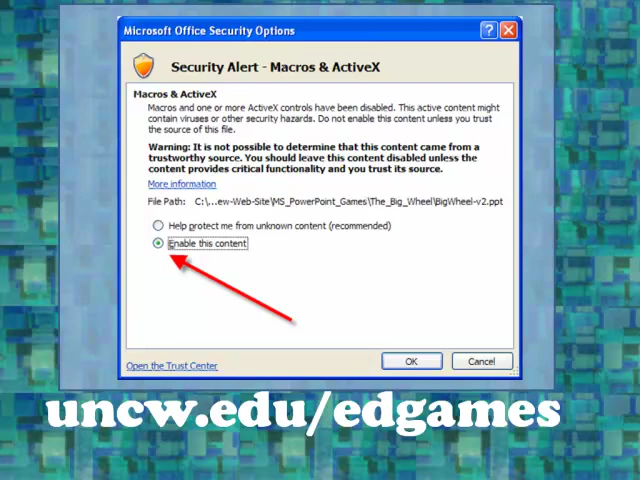 Microsoft Office Security Options
Security Alert - Macros & ActiveX
Macros & ActiveX
Macros and one or more ActiveX controls have been disabled. This active content might
contain viruses or other security hazards. Do not enable this content unless you trust
the source of this file.
Warning: It is not possible to determine that this content came from a
trustworthy source. You should leave this content disabled unless the
content provides critical functionality and you trust its source.
More information
File Path: C:\...ew-Web-Site\MS_PowerPoint_Games\The_Big_Wheel\BigWheel-v2.ppt
Help protect me from unknown content (recommended)
Enable this content
Open the Trust Center
OK
Cancel
uncw.edu/edgames